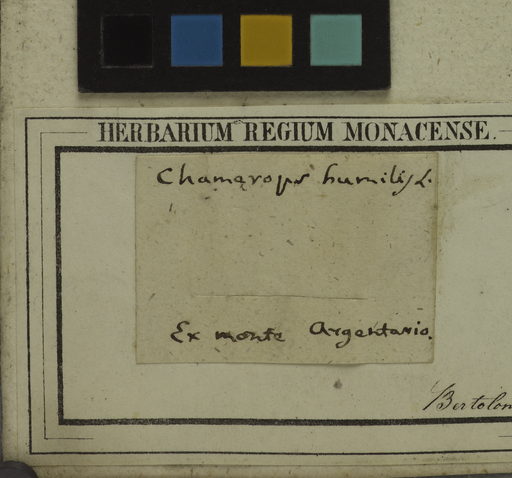 HERBARIUM REGIUM MONACENSE.
Chamaerops humilis L.
Ex monte Argentario.
Bertolon